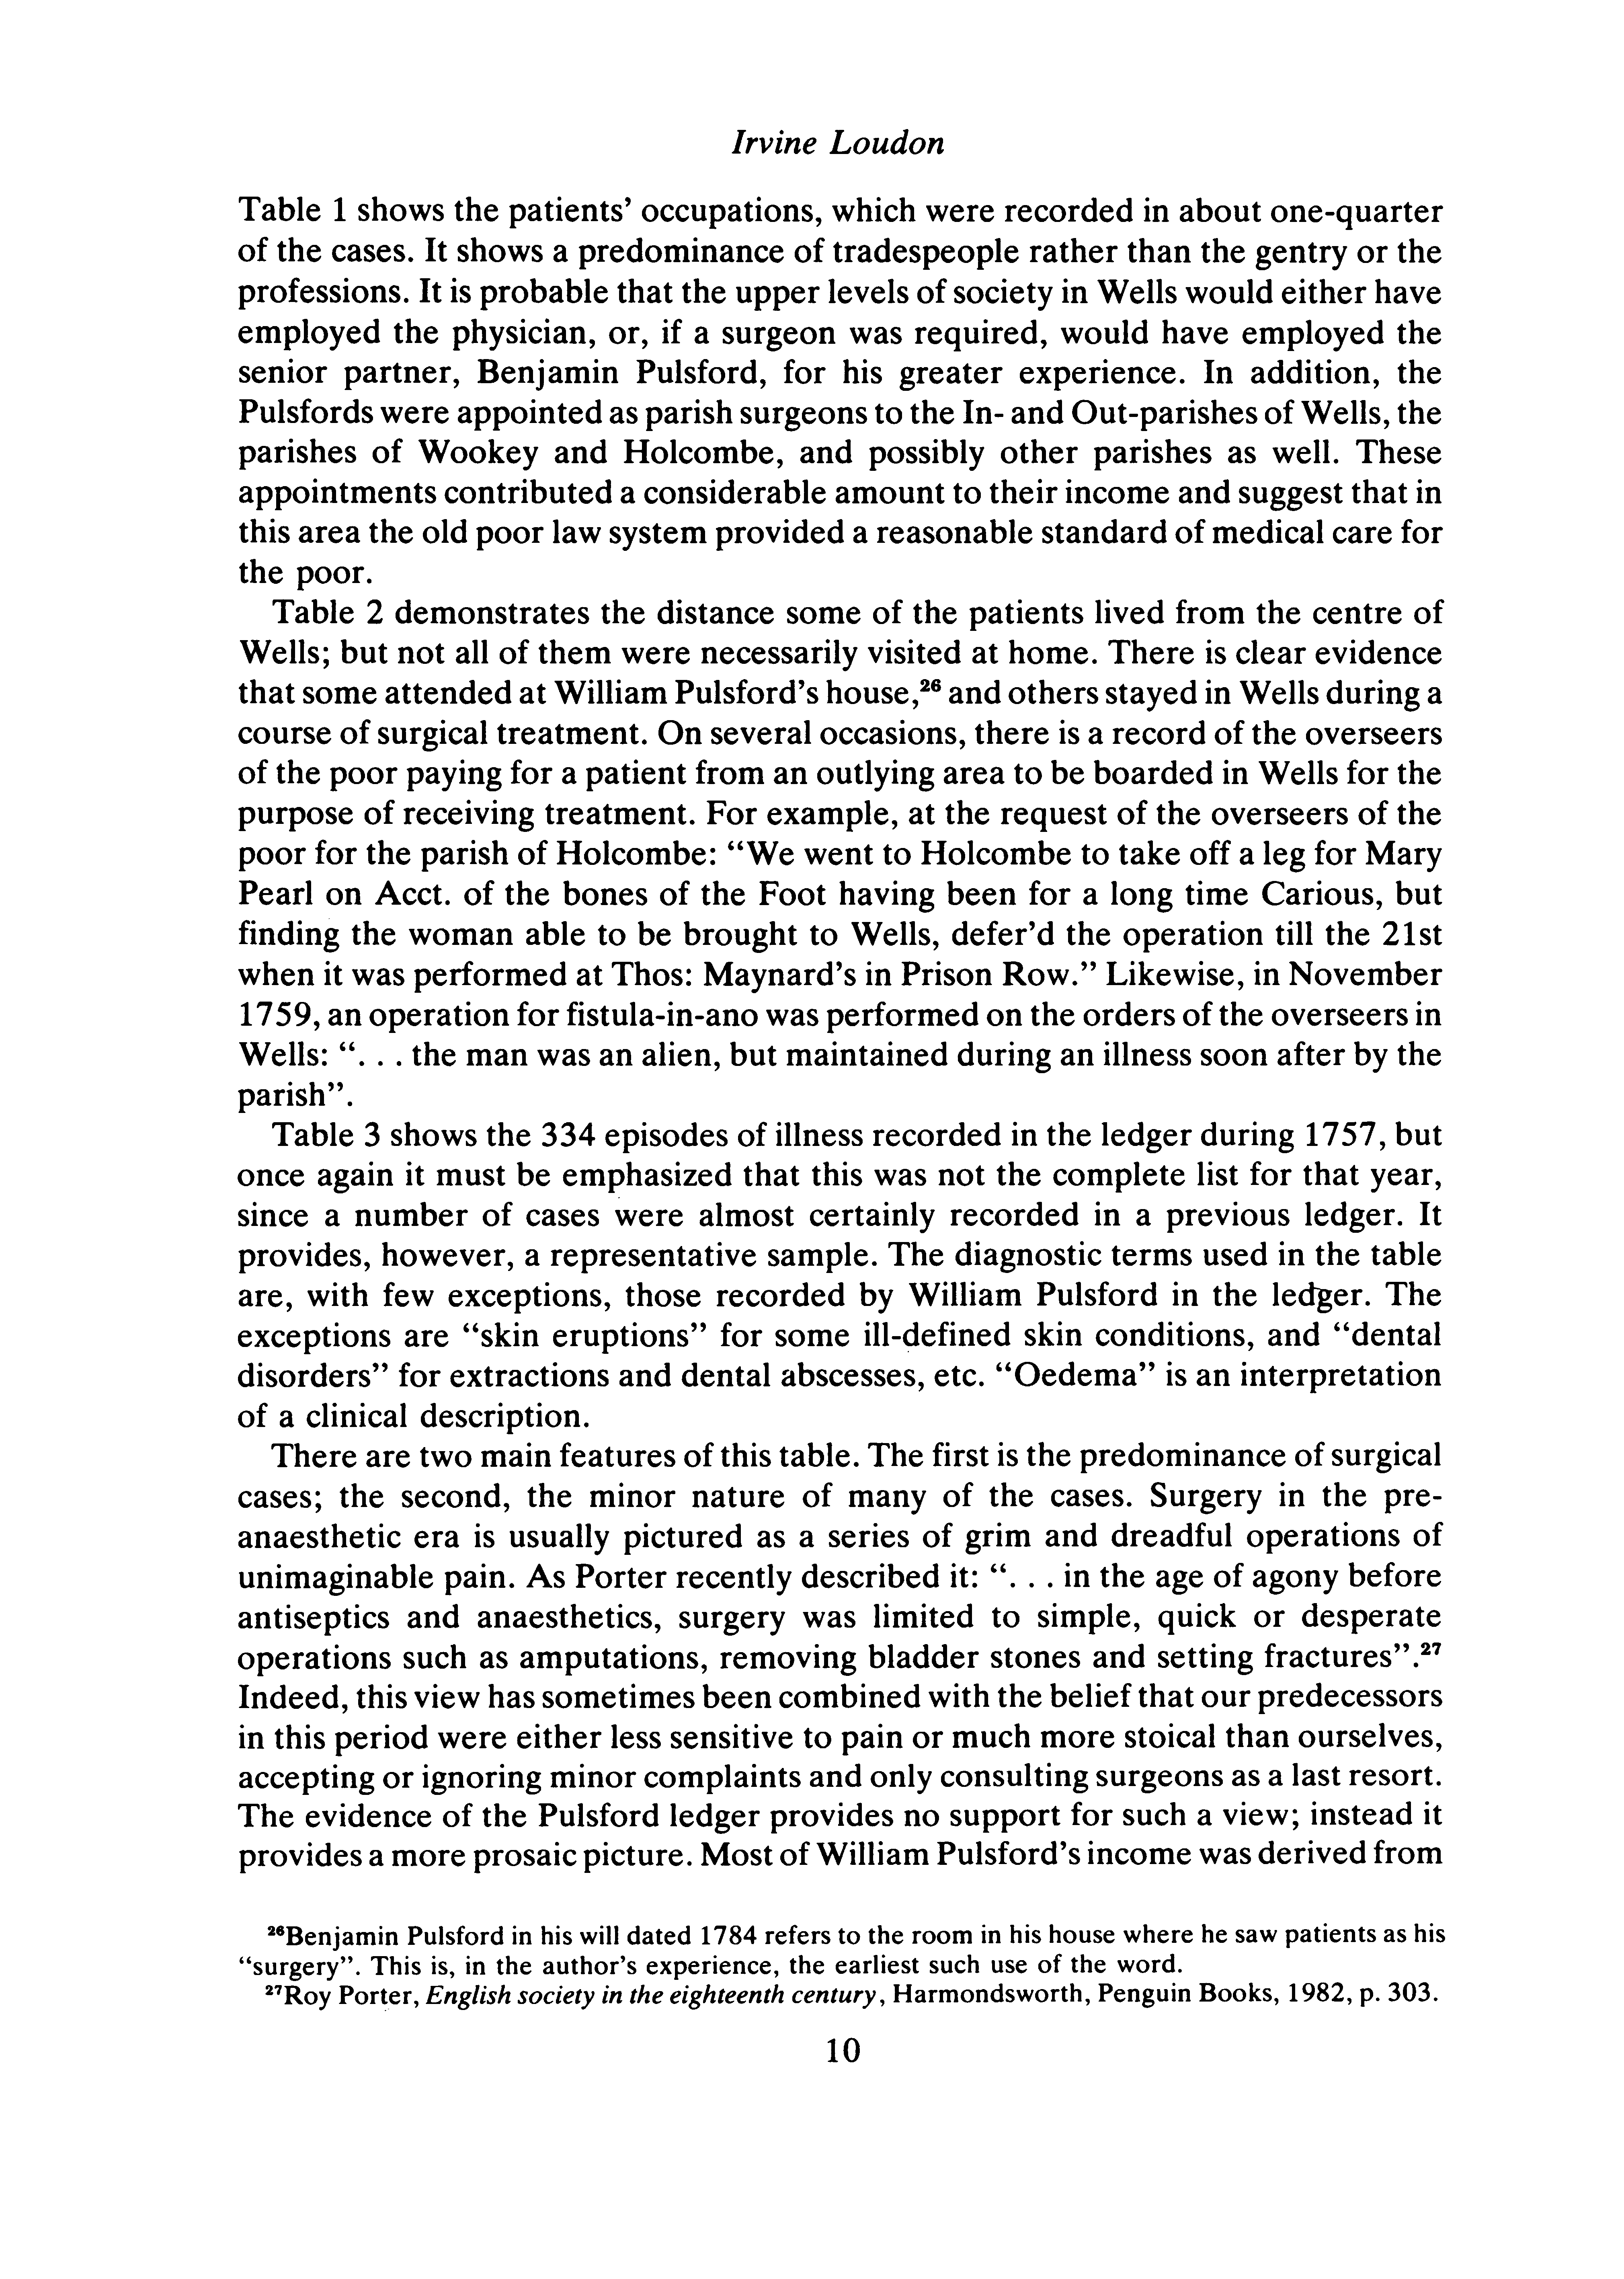 Irvine Loudon
Table 1 shows the patients’ occupations, which were recorded in about one-quarter
of the cases. It shows a predominance of tradespeople rather than the gentry or the
professions. It is probable that the upper levels of society in Wells would either have
employed the physician, or, if a surgeon was required, would have employed the
senior partner, Benjamin Pulsford, for his greater experience. In addition, the
Pulsfords were appointed as parish surgeons to the In- and Out-parishes of Wells, the
parishes of Wookey and Holcombe, and possibly other parishes as well. These
appointments contributed a considerable amount to their income and suggest that in
this area the old poor law system provided a reasonable standard of medical care for
the poor.
Table 2 demonstrates the distance some of the patients lived from the centre of
Wells; but not all of them were necessarily visited at home. There is clear evidence
that some attended at William Pulsford’s house,²⁶ and others stayed in Wells during a
course of surgical treatment. On several occasions, there is a record of the overseers
of the poor paying for a patient from an outlying area to be boarded in Wells for the
purpose of receiving treatment. For example, at the request of the overseers of the
poor for the parish of Holcombe: “We went to Holcombe to take off a leg for Mary
Pearl on Acct. of the bones of the Foot having been for a long time Carious, but
finding the woman able to be brought to Wells, defer’d the operation till the 21st
when it was performed at Thos: Maynard’s in Prison Row.” Likewise, in November
1759, an operation for fistula-in-ano was performed on the orders of the overseers in
Wells: “. . . the man was an alien, but maintained during an illness soon after by the
parish”.
Table 3 shows the 334 episodes of illness recorded in the ledger during 1757, but
once again it must be emphasized that this was not the complete list for that year,
since a number of cases were almost certainly recorded in a previous ledger. It
provides, however, a representative sample. The diagnostic terms used in the table
are, with few exceptions, those recorded by William Pulsford in the ledger. The
exceptions are “skin eruptions” for some ill-defined skin conditions, and “dental
disorders” for extractions and dental abscesses, etc. “Oedema” is an interpretation
of a clinical description.
There are two main features of this table. The first is the predominance of surgical
cases; the second, the minor nature of many of the cases. Surgery in the pre-
anaesthetic era is usually pictured as a series of grim and dreadful operations of
unimaginable pain. As Porter recently described it: “. . . in the age of agony before
antiseptics and anaesthetics, surgery was limited to simple, quick or desperate
operations such as amputations, removing bladder stones and setting fractures”.²⁷
Indeed, this view has sometimes been combined with the belief that our predecessors
in this period were either less sensitive to pain or much more stoical than ourselves,
accepting or ignoring minor complaints and only consulting surgeons as a last resort.
The evidence of the Pulsford ledger provides no support for such a view; instead it
provides a more prosaic picture. Most of William Pulsford’s income was derived from
²⁶Benjamin Pulsford in his will dated 1784 refers to the room in his house where he saw patients as his
“surgery”. This is, in the author’s experience, the earliest such use of the word.
²⁷Roy Porter, English society in the eighteenth century, Harmondsworth, Penguin Books, 1982, p. 303.
10